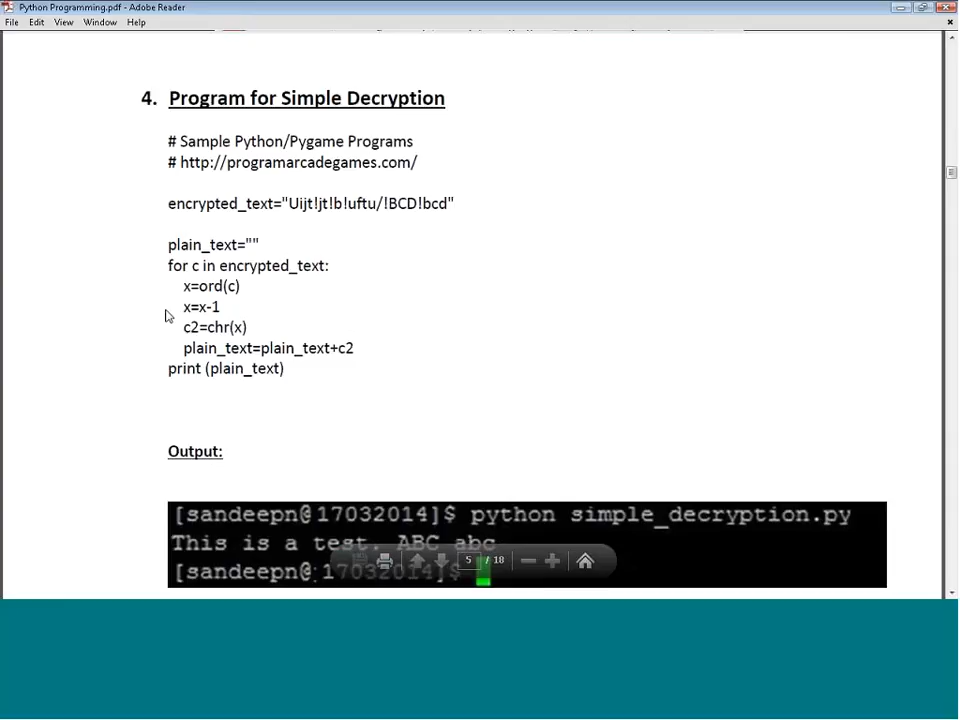 Python Programming.pdf - Adobe Reader
File Edit View Window Help
4. Program for Simple Decryption
# Sample Python/Pygame Programs
# http://programarcadegames.com/
encrypted_text="Uijt!jt!b!uftu/!BCD!bcd"
plain_text=""
for c in encrypted_text:
x=ord(c)
x=x-1
c2=chr(x)
plain_text=plain_text+c2
print (plain_text)
Output:
[sandeepn@17032014]$ python simple_decryption.py
This is a test. ABC abc
5 / 18
[sandeepn@ 17032014]$